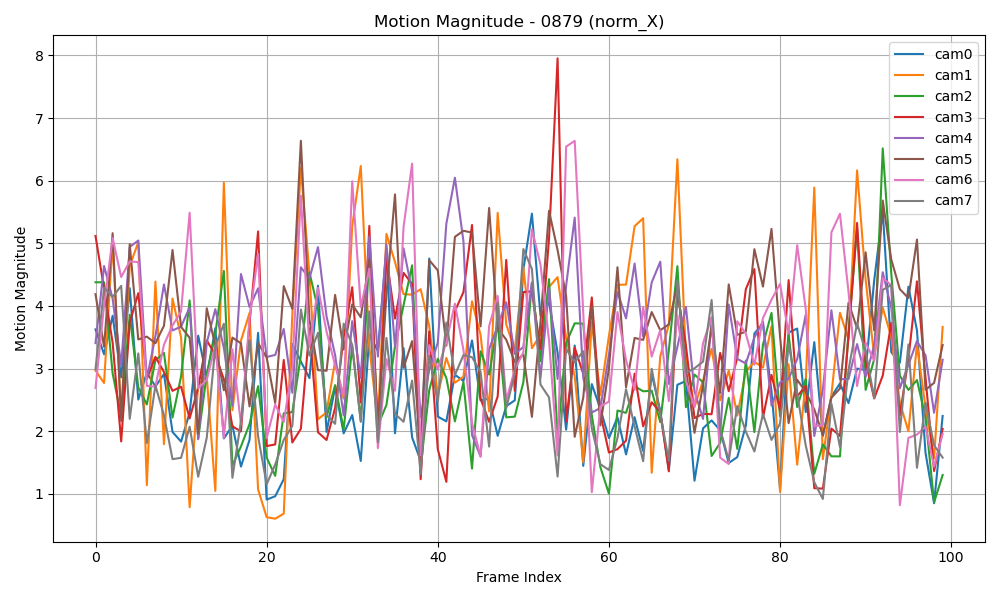 Motion Magnitude - 0879 (norm_X)
8
7
6
5
4
3
2
1
Motion Magnitude
0
20
40
60
80
100
Frame Index
cam0
cam1
cam2
cam3
cam4
cam5
cam6
cam7